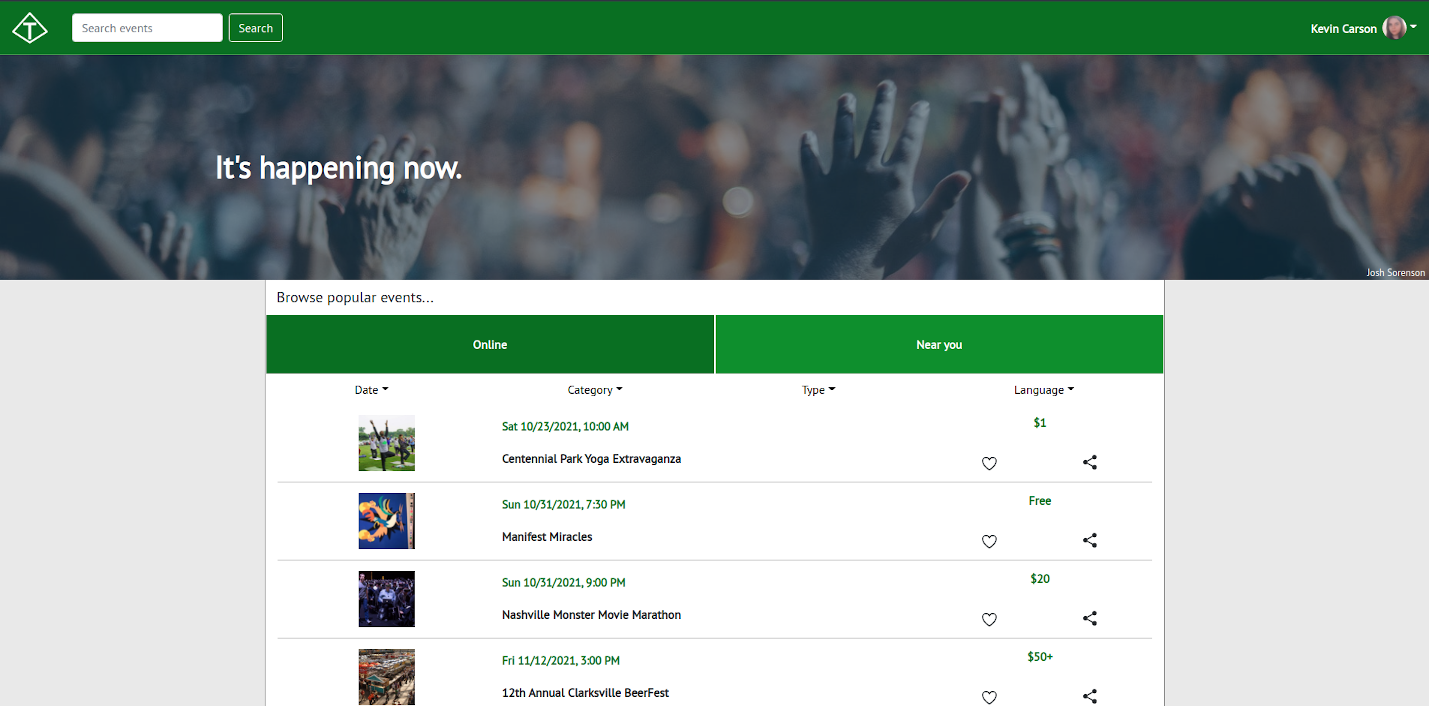 T
Search events
Search
Kevin Carson
It's happening now.
Josh Sorenson
Browse popular events...
Online
Near you
Date
Category
Type
Language
Sat 10/23/2021, 10:00 AM
$1
Centennial Park Yoga Extravaganza
Sun 10/31/2021, 7:30 PM
Free
Manifest Miracles
Sun 10/31/2021, 9:00 PM
$20
Nashville Monster Movie Marathon
Fri 11/12/2021, 3:00 PM
$50+
12th Annual Clarksville BeerFest